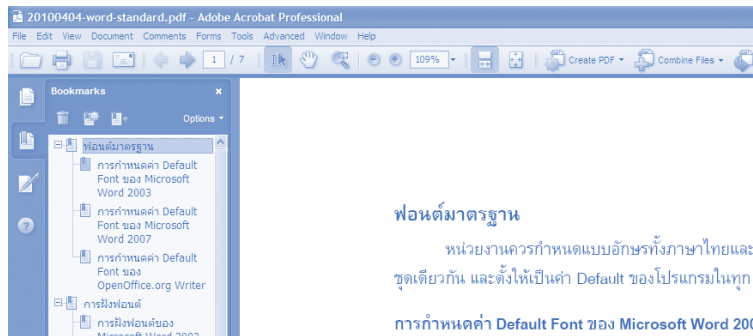 20100404-word-standard.pdf - Adobe Acrobat Professional
File Edit View Document Comments Forms Tools Advanced Window Help
1 / 7 109% Create PDF Combine Files
Bookmarks
Options
ฟอนต์มาตรฐาน
การกำหนดค่า Default
Font ของ Microsoft
Word 2003
การกำหนดค่า Default
Font ของ Microsoft
Word 2007
การกำหนดค่า Default
Font ของ
OpenOffice.org Writer
การฝังฟอนต์
การฝังฟอนต์ของ
Microsoft Word 2003
ฟอนต์มาตรฐาน
หน่วยงานควรกำหนดแบบอักษรทั้งภาษาไทยและ
ชุดเดียวกัน และตั้งให้เป็นค่า Default ของโปรแกรมในทุก
การกำหนดค่า Default Font ของ Microsoft Word 200